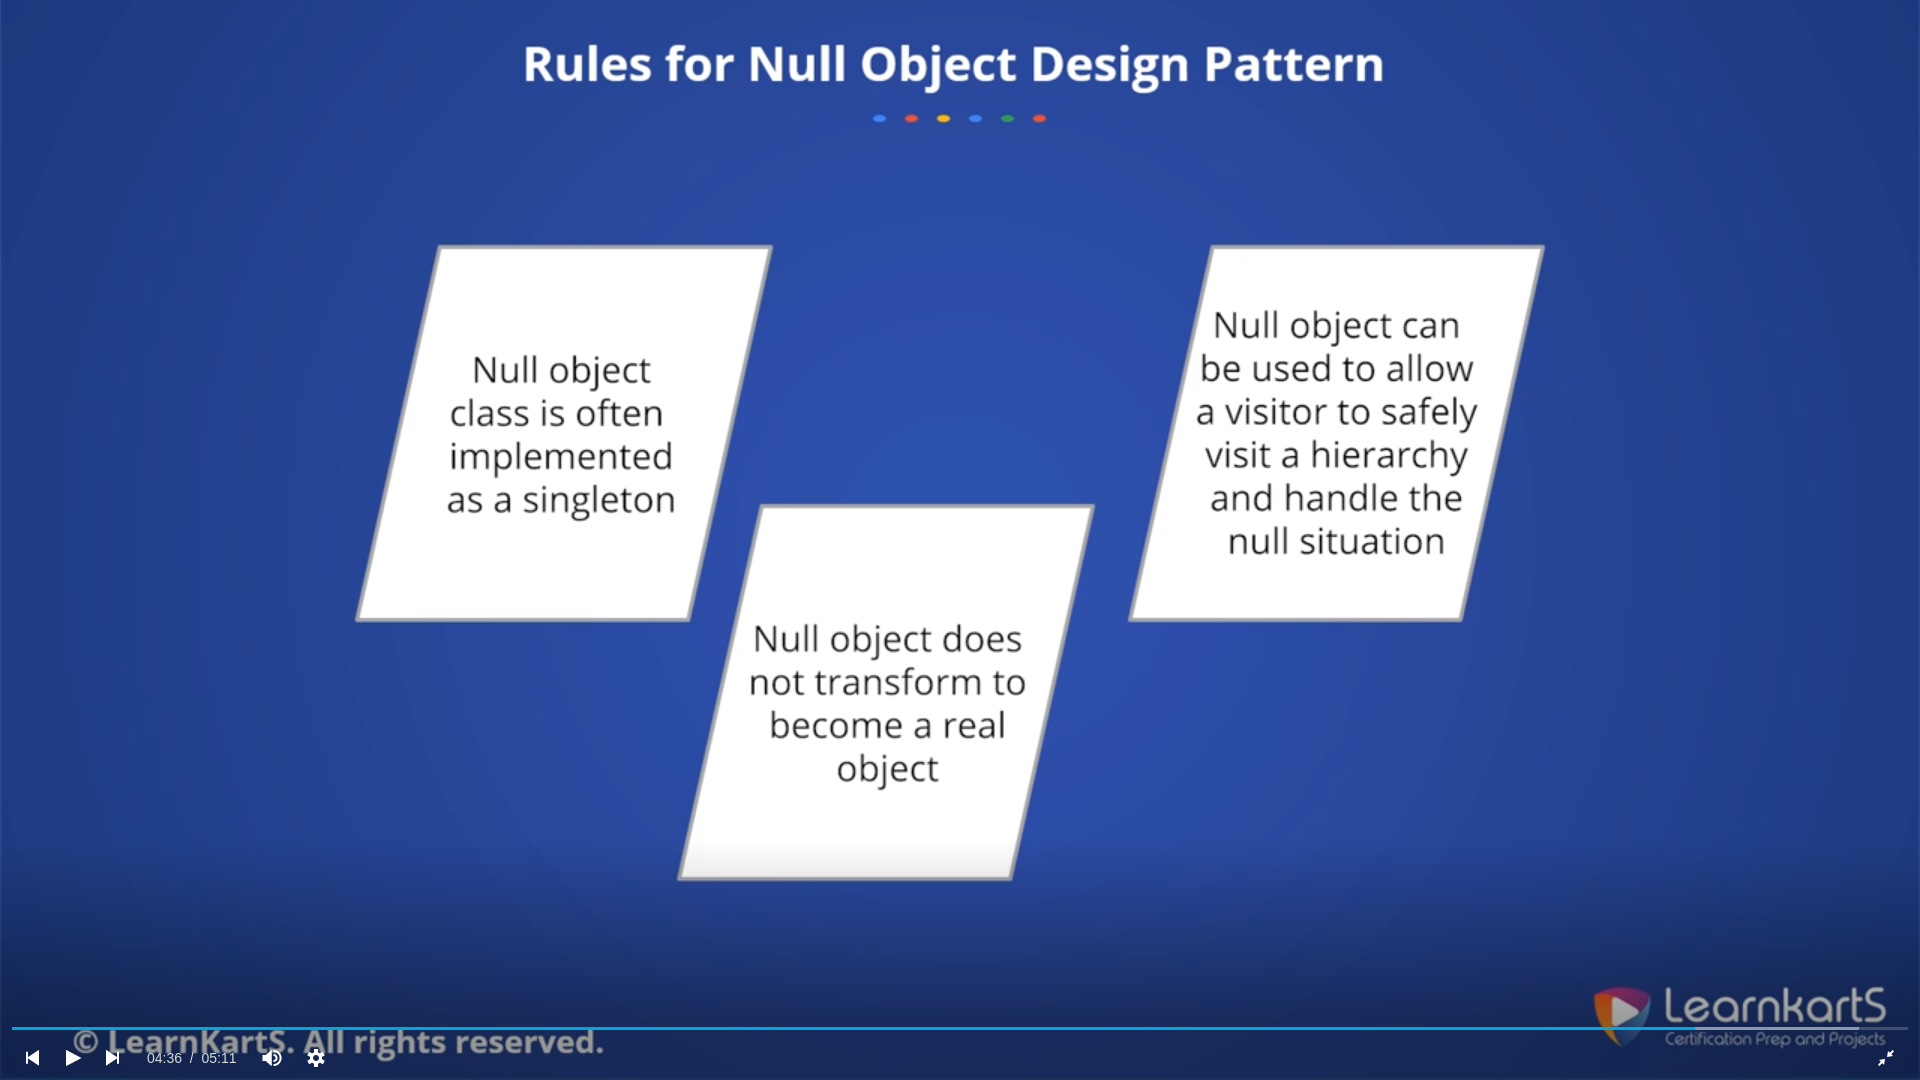 Rules for Null Object Design Pattern
Null object
class is often
implemented
as a singleton
Null object does
not transform to
become a real
object
Null object can
be used to allow
a visitor to safely
visit a hierarchy
and handle the
null situation
LearnkartS
Certification Prep and Projects
© LearnKartS. All rights reserved.
04:36 / 05:11